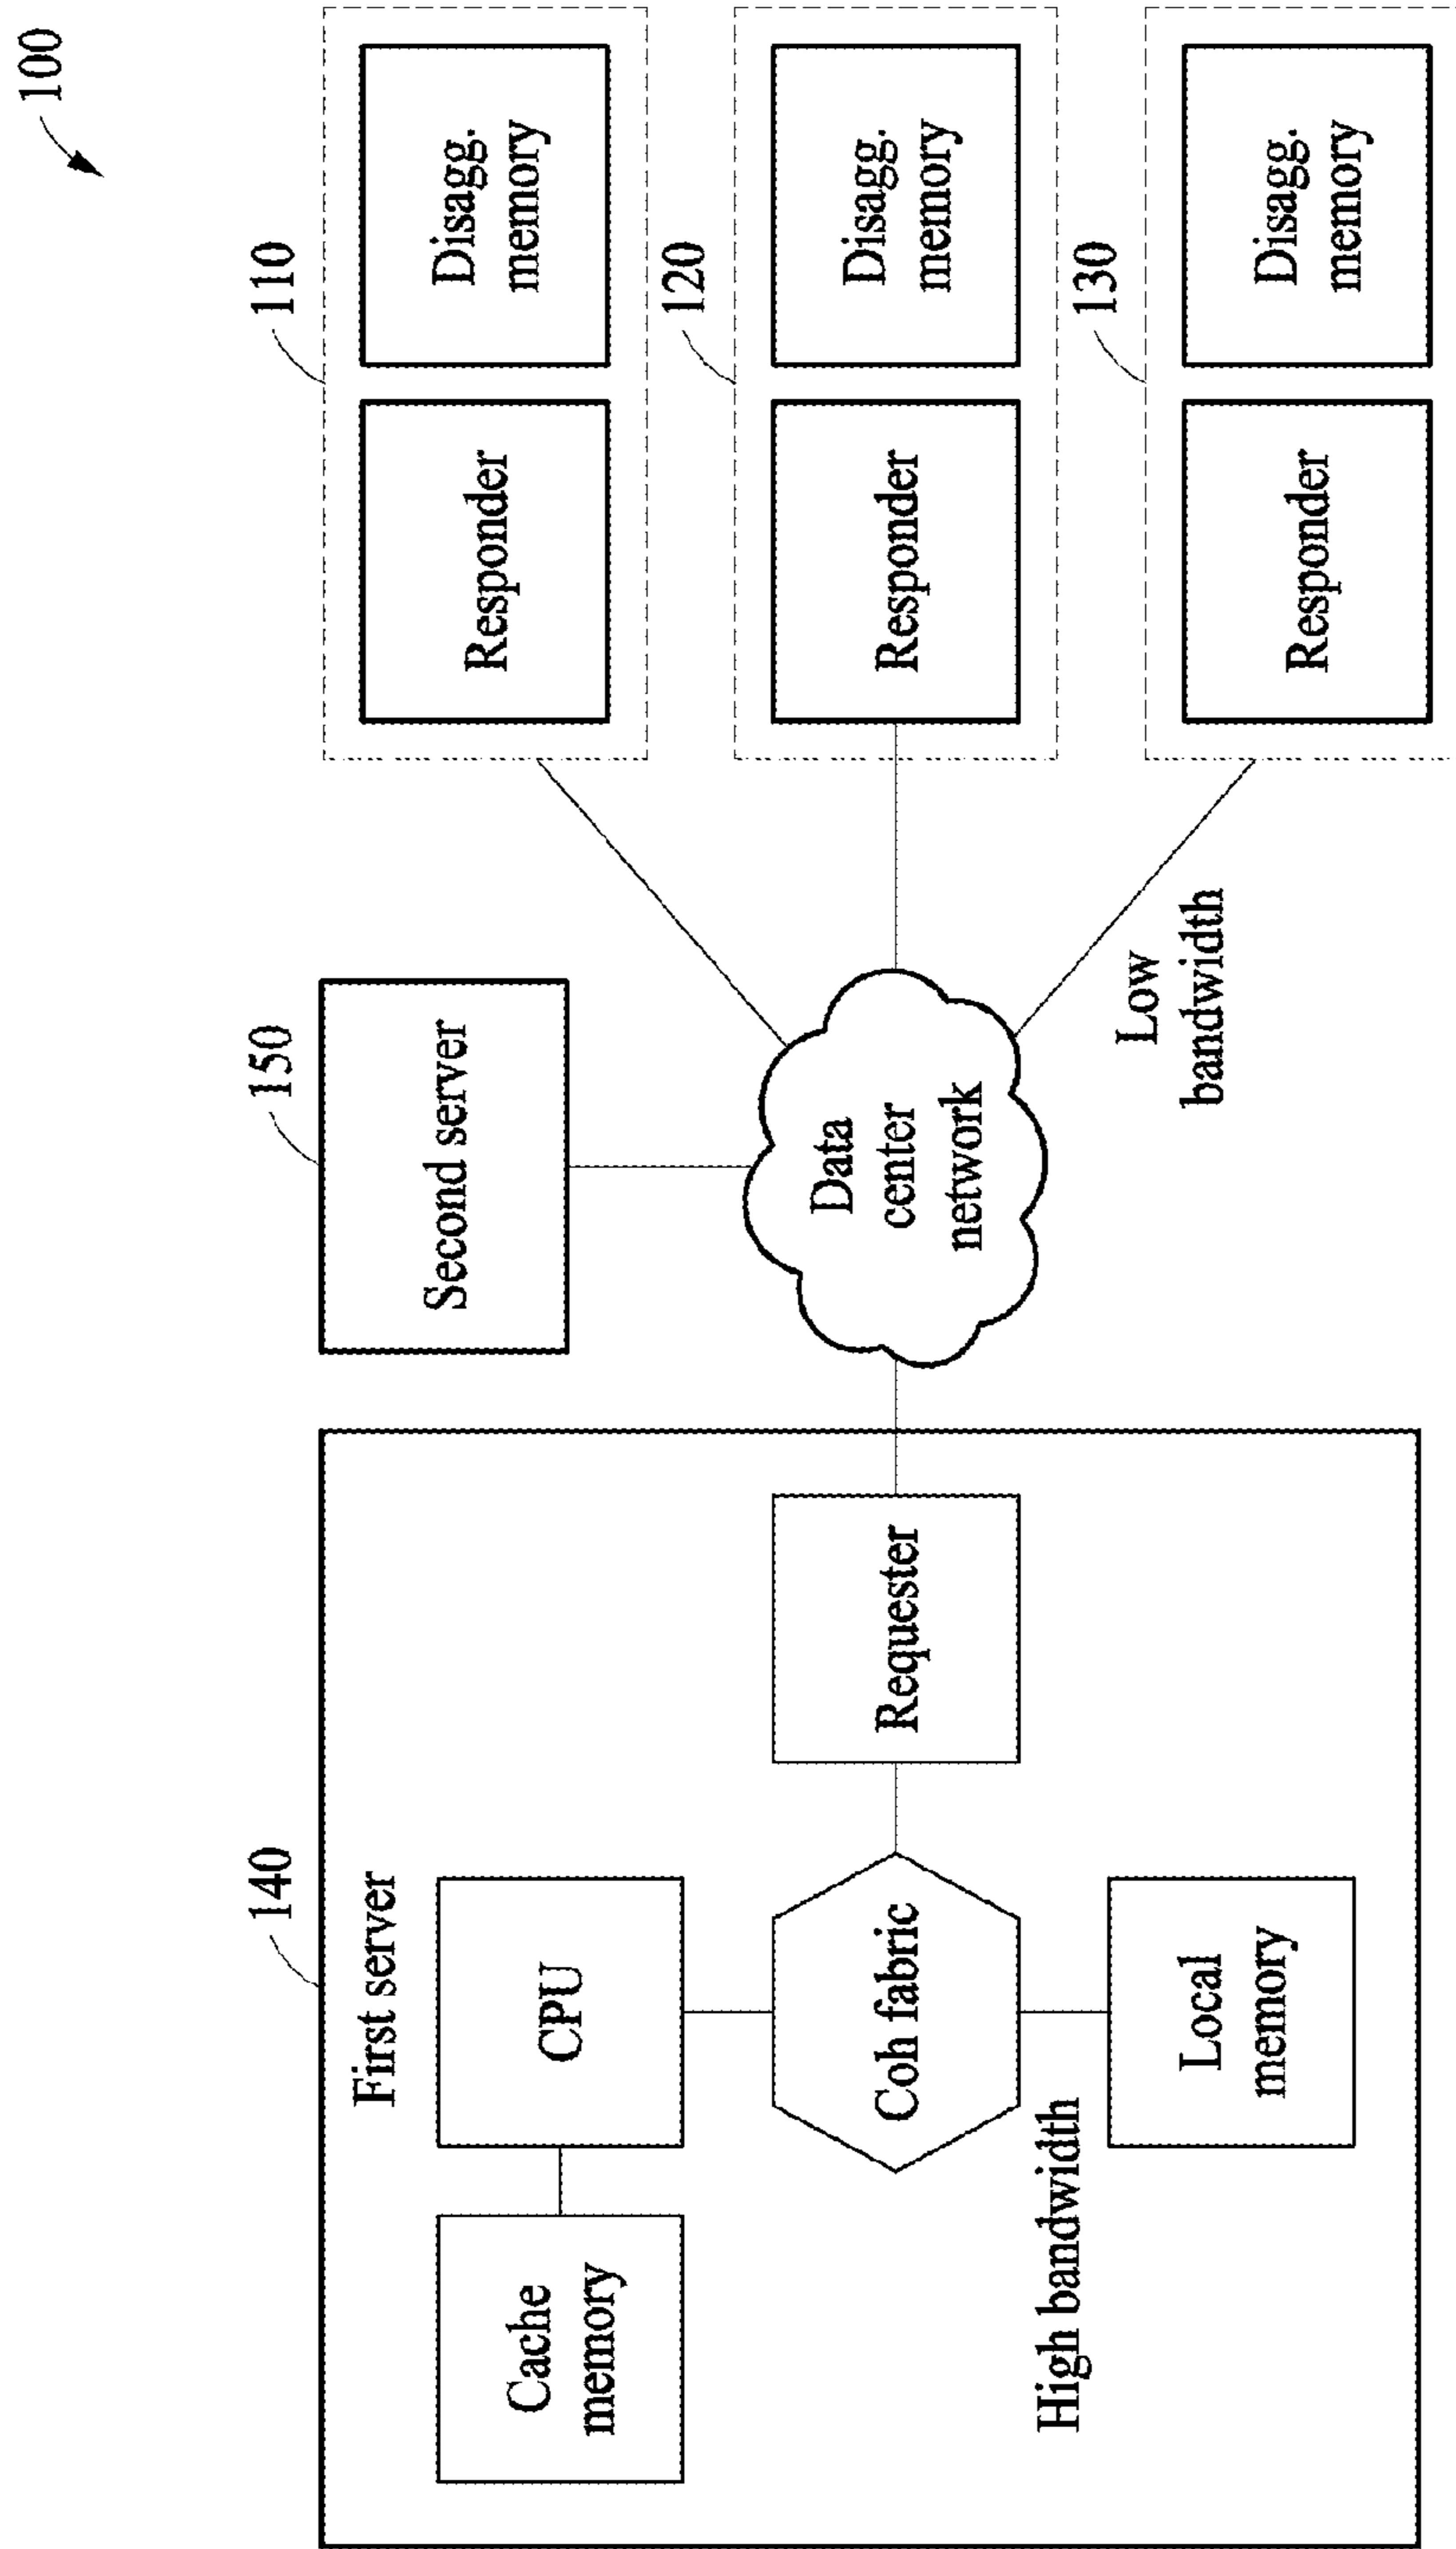 100
140
First server
Cache
memory
CPU
Coh fabric
High bandwidth
Local
memory
Requester
150
Second server
Data
center
network
Low
bandwidth
110
Responder
Disagg.
memory
120
Responder
Disagg.
memory
130
Responder
Disagg.
memory